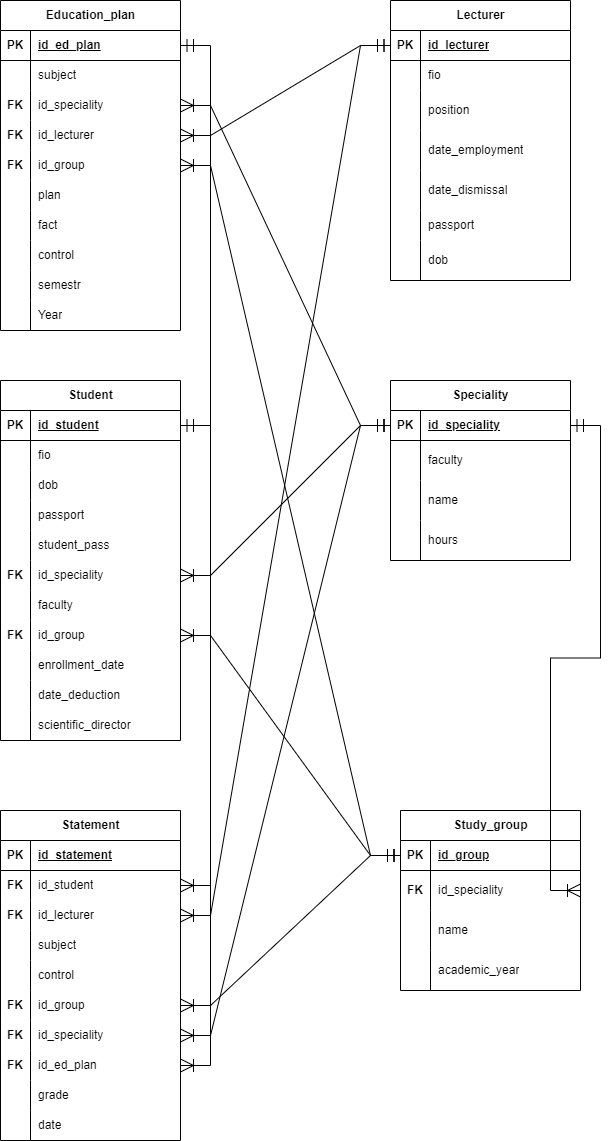 Education_plan
PK id_ed_plan
subject
FK id_speciality
FK id_lecturer
FK id_group
plan
fact
control
semestr
Year
Lecturer
PK id_lecturer
fio
position
date_employment
date_dismissal
passport
dob
Student
PK id_student
fio
dob
passport
student_pass
FK id_speciality
faculty
FK id_group
enrollment_date
date_deduction
scientific_director
Speciality
PK id_speciality
faculty
name
hours
Statement
PK id_statement
FK id_student
FK id_lecturer
subject
control
FK id_group
FK id_speciality
FK id_ed_plan
grade
date
Study_group
PK id_group
FK id_speciality
name
academic_year